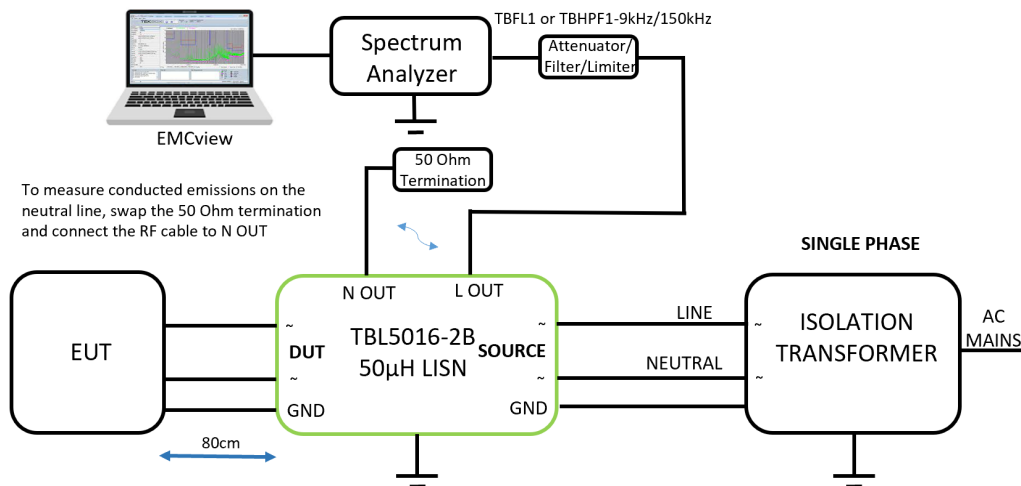 TBFL1 or TBHPF1-9kHz/150kHz
Spectrum
Analyzer
Attenuator/
Filter/Limiter
EMCview
50 Ohm
Termination
To measure conducted emissions on the
neutral line, swap the 50 Ohm termination
and connect the RF cable to N OUT
SINGLE PHASE
N OUT
L OUT
EUT
~
~
DUT
GND
TBL5016-2B
50µH LISN
~
SOURCE
~
GND
LINE
NEUTRAL
~
~
ISOLATION
TRANSFORMER
AC
MAINS
80cm